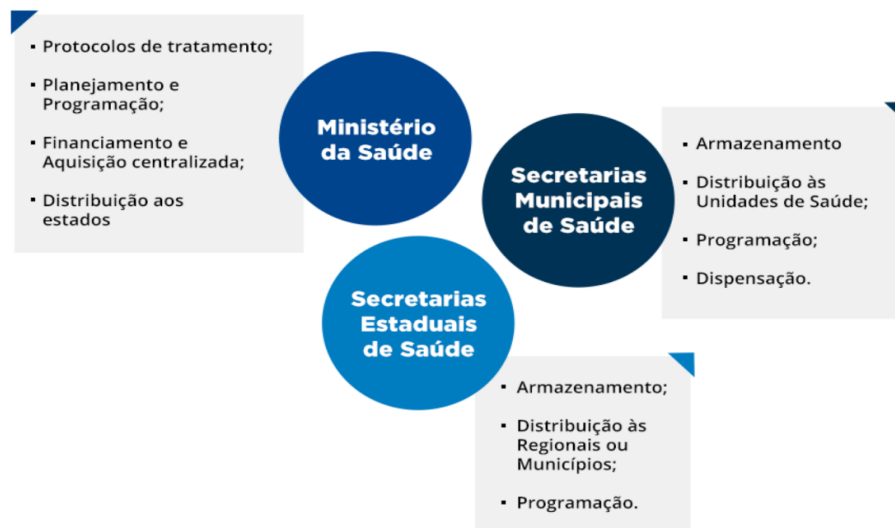 ▪ Protocolos de tratamento;
▪ Planejamento e
Programação;
▪ Financiamento e
Aquisição centralizada;
▪ Distribuição aos
estados
Ministério
da Saúde
Secretarias
Municipais
de Saúde
▪ Armazenamento
▪ Distribuição às
Unidades de Saúde;
▪ Programação;
▪ Dispensação.
Secretarias
Estaduais
de Saúde
▪ Armazenamento;
▪ Distribuição às
Regionais ou
Municípios;
▪ Programação.